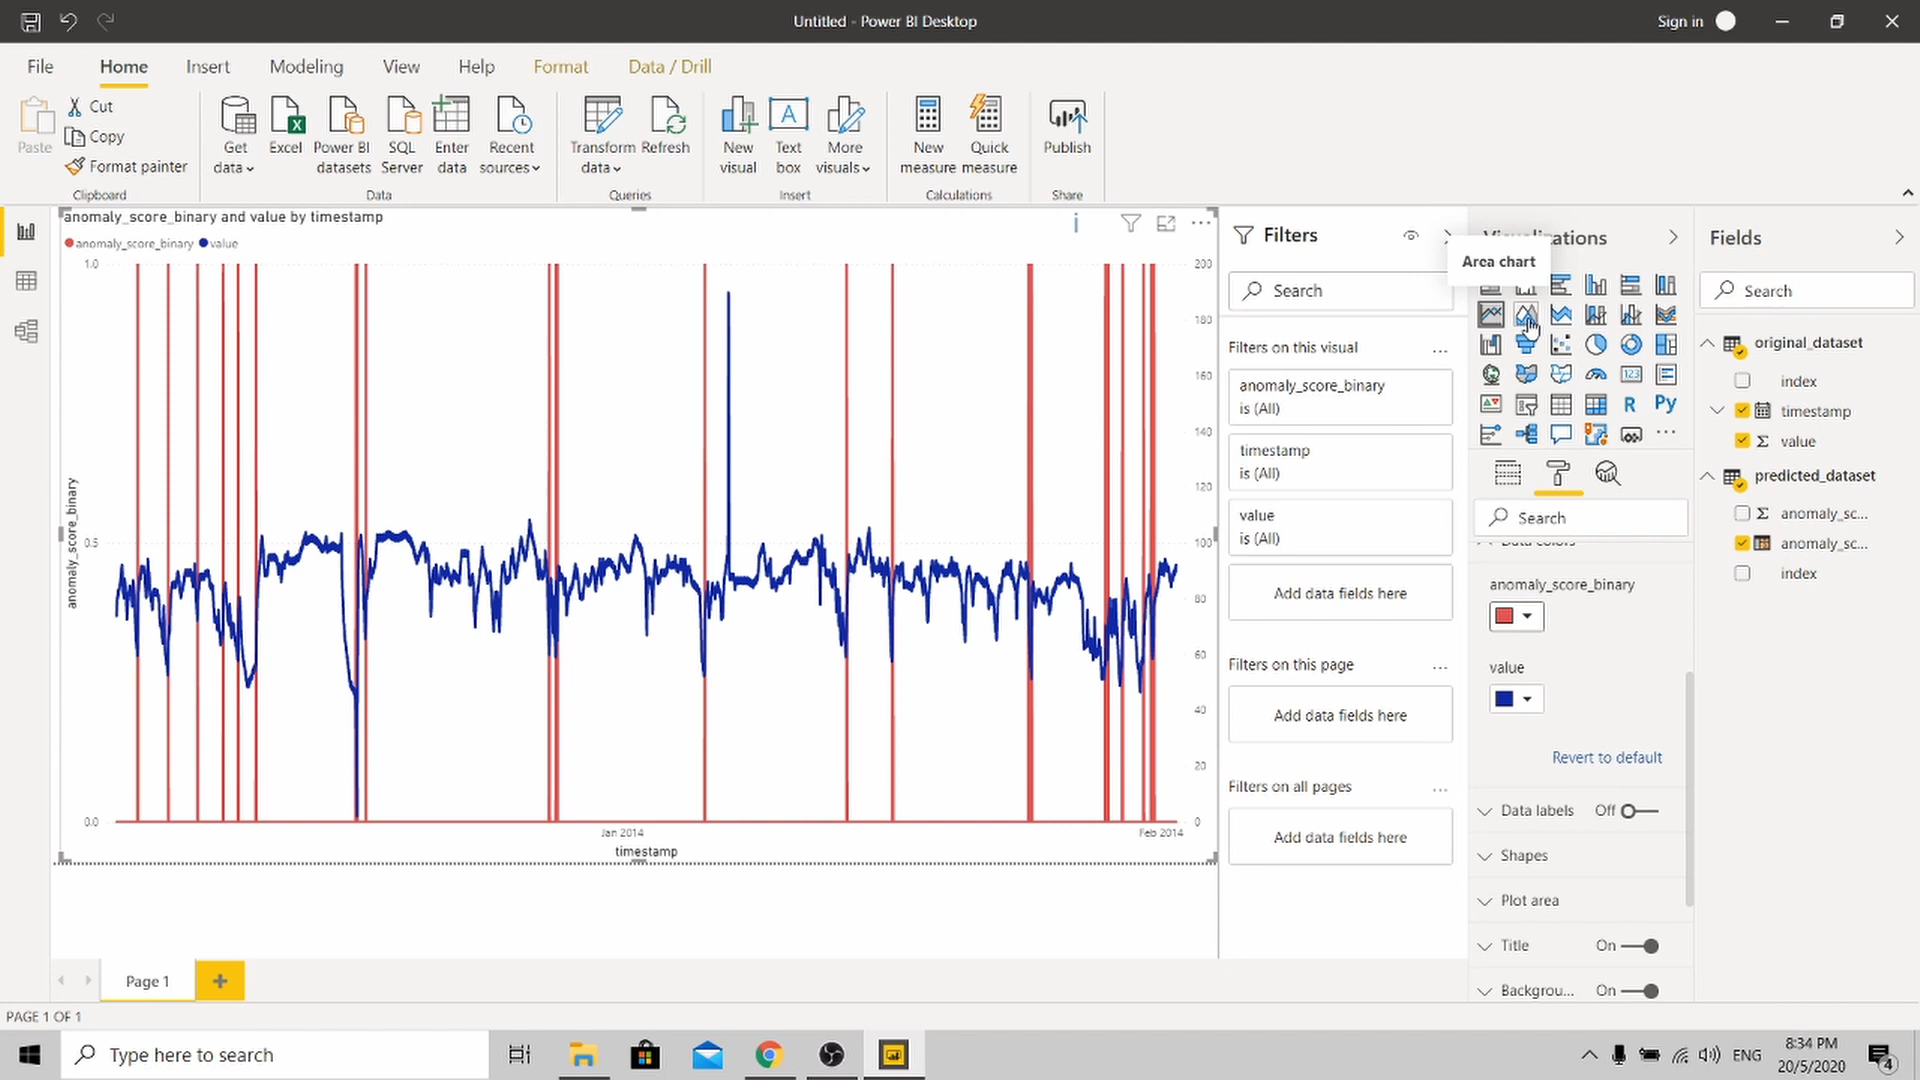 Untitled - Power BI Desktop
Sign in
File
Home
Insert
Modeling
View
Help
Format
Data / Drill
Paste
Cut
Copy
Format painter
Clipboard
Get data
Excel
Power BI datasets
SQL Server
Enter data
Recent sources
Data
Transform data
Refresh
Queries
New visual
Text box
More visuals
Insert
New measure
Quick measure
Calculations
Publish
Share
anomaly_score_binary and value by timestamp
anomaly_score_binary
value
1.0
0.5
0.0
anomaly_score_binary
200
180
160
140
120
100
80
60
40
20
0
Jan 2014
Feb 2014
timestamp
Filters
Search
Filters on this visual
...
anomaly_score_binary
is (All)
timestamp
is (All)
value
is (All)
Add data fields here
Filters on this page
...
Add data fields here
Filters on all pages
...
Add data fields here
Area chart
123
R
Py
...
Search
anomaly_score_binary
value
Revert to default
Data labels
Off
Shapes
Plot area
Title
On
Backgrou...
On
Fields
Search
original_dataset
index
timestamp
value
predicted_dataset
anomaly_sc...
anomaly_sc...
index
Page 1
PAGE 1 OF 1
Type here to search
ENG
8:34 PM
20/5/2020
4